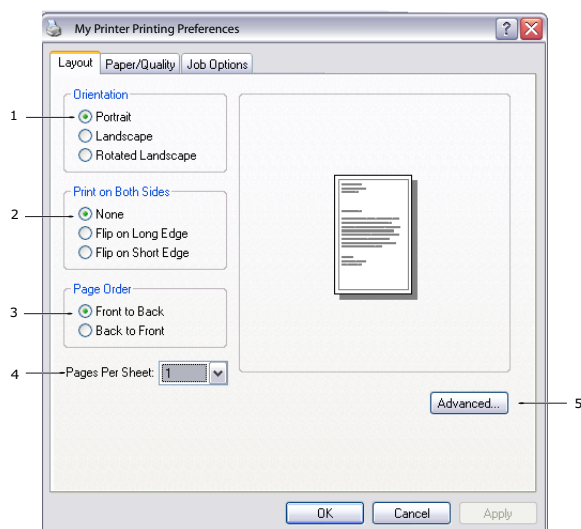 My Printer Printing Preferences
?
Layout Paper/Quality Job Options
Orientation
1 Portrait
Landscape
Rotated Landscape
Print on Both Sides
2 None
Flip on Long Edge
Flip on Short Edge
Page Order
3 Front to Back
Back to Front
4 Pages Per Sheet: 1
Advanced... 5
OK Cancel Apply